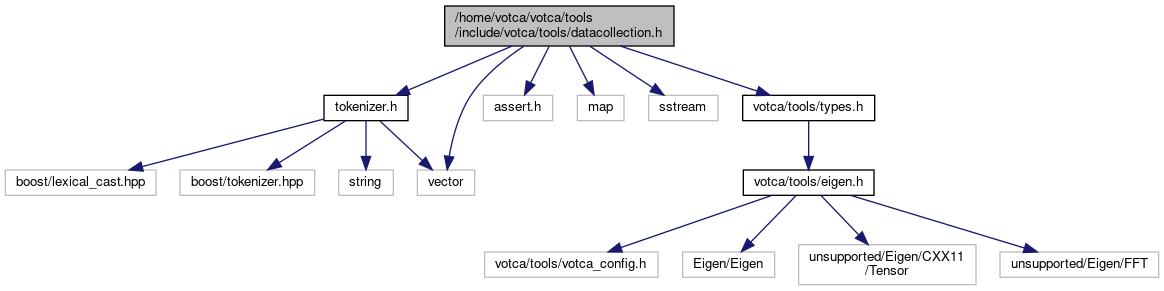 /home/votca/votca/tools
/include/votca/tools/datacollection.h
tokenizer.h
assert.h
map
sstream
votca/tools/types.h
boost/lexical_cast.hpp
boost/tokenizer.hpp
string
vector
votca/tools/eigen.h
votca/tools/votca_config.h
Eigen/Eigen
unsupported/Eigen/CXX11
/Tensor
unsupported/Eigen/FFT